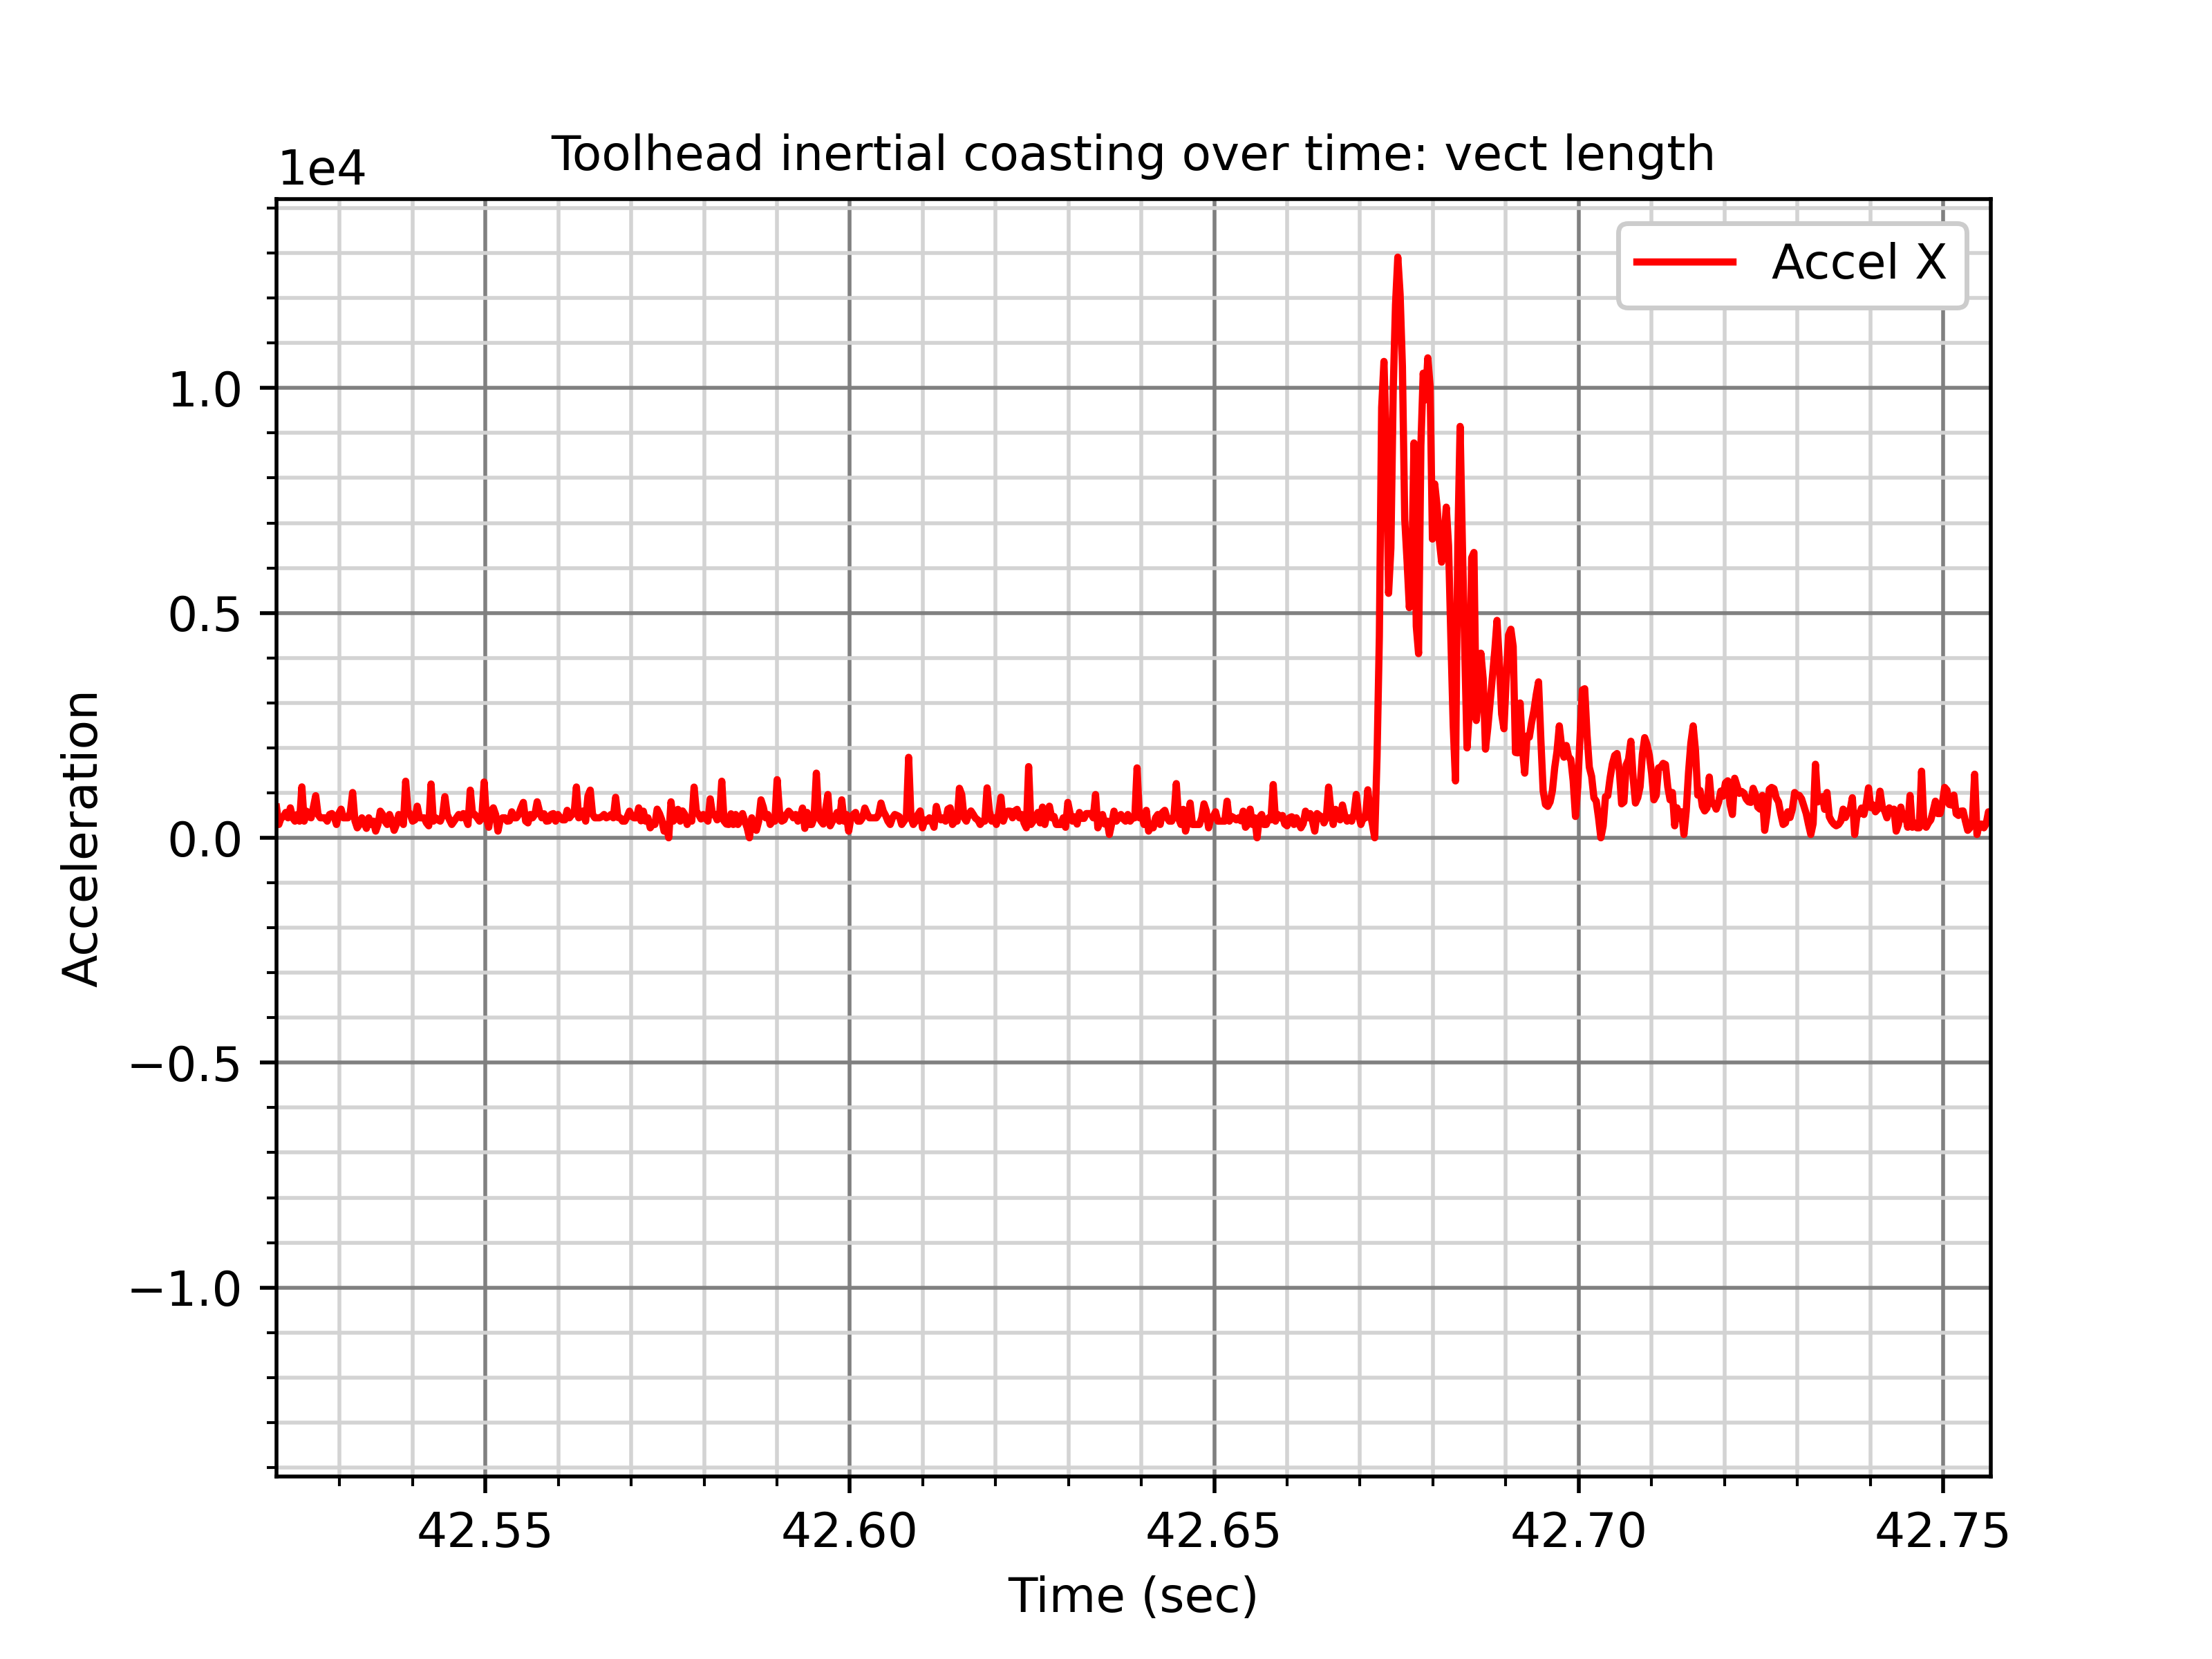 Toolhead inertial coasting over time: vect length
1e4
Accel X
1.0
0.5
0.0
−0.5
−1.0
Acceleration
42.55 42.60 42.65 42.70 42.75
Time (sec)